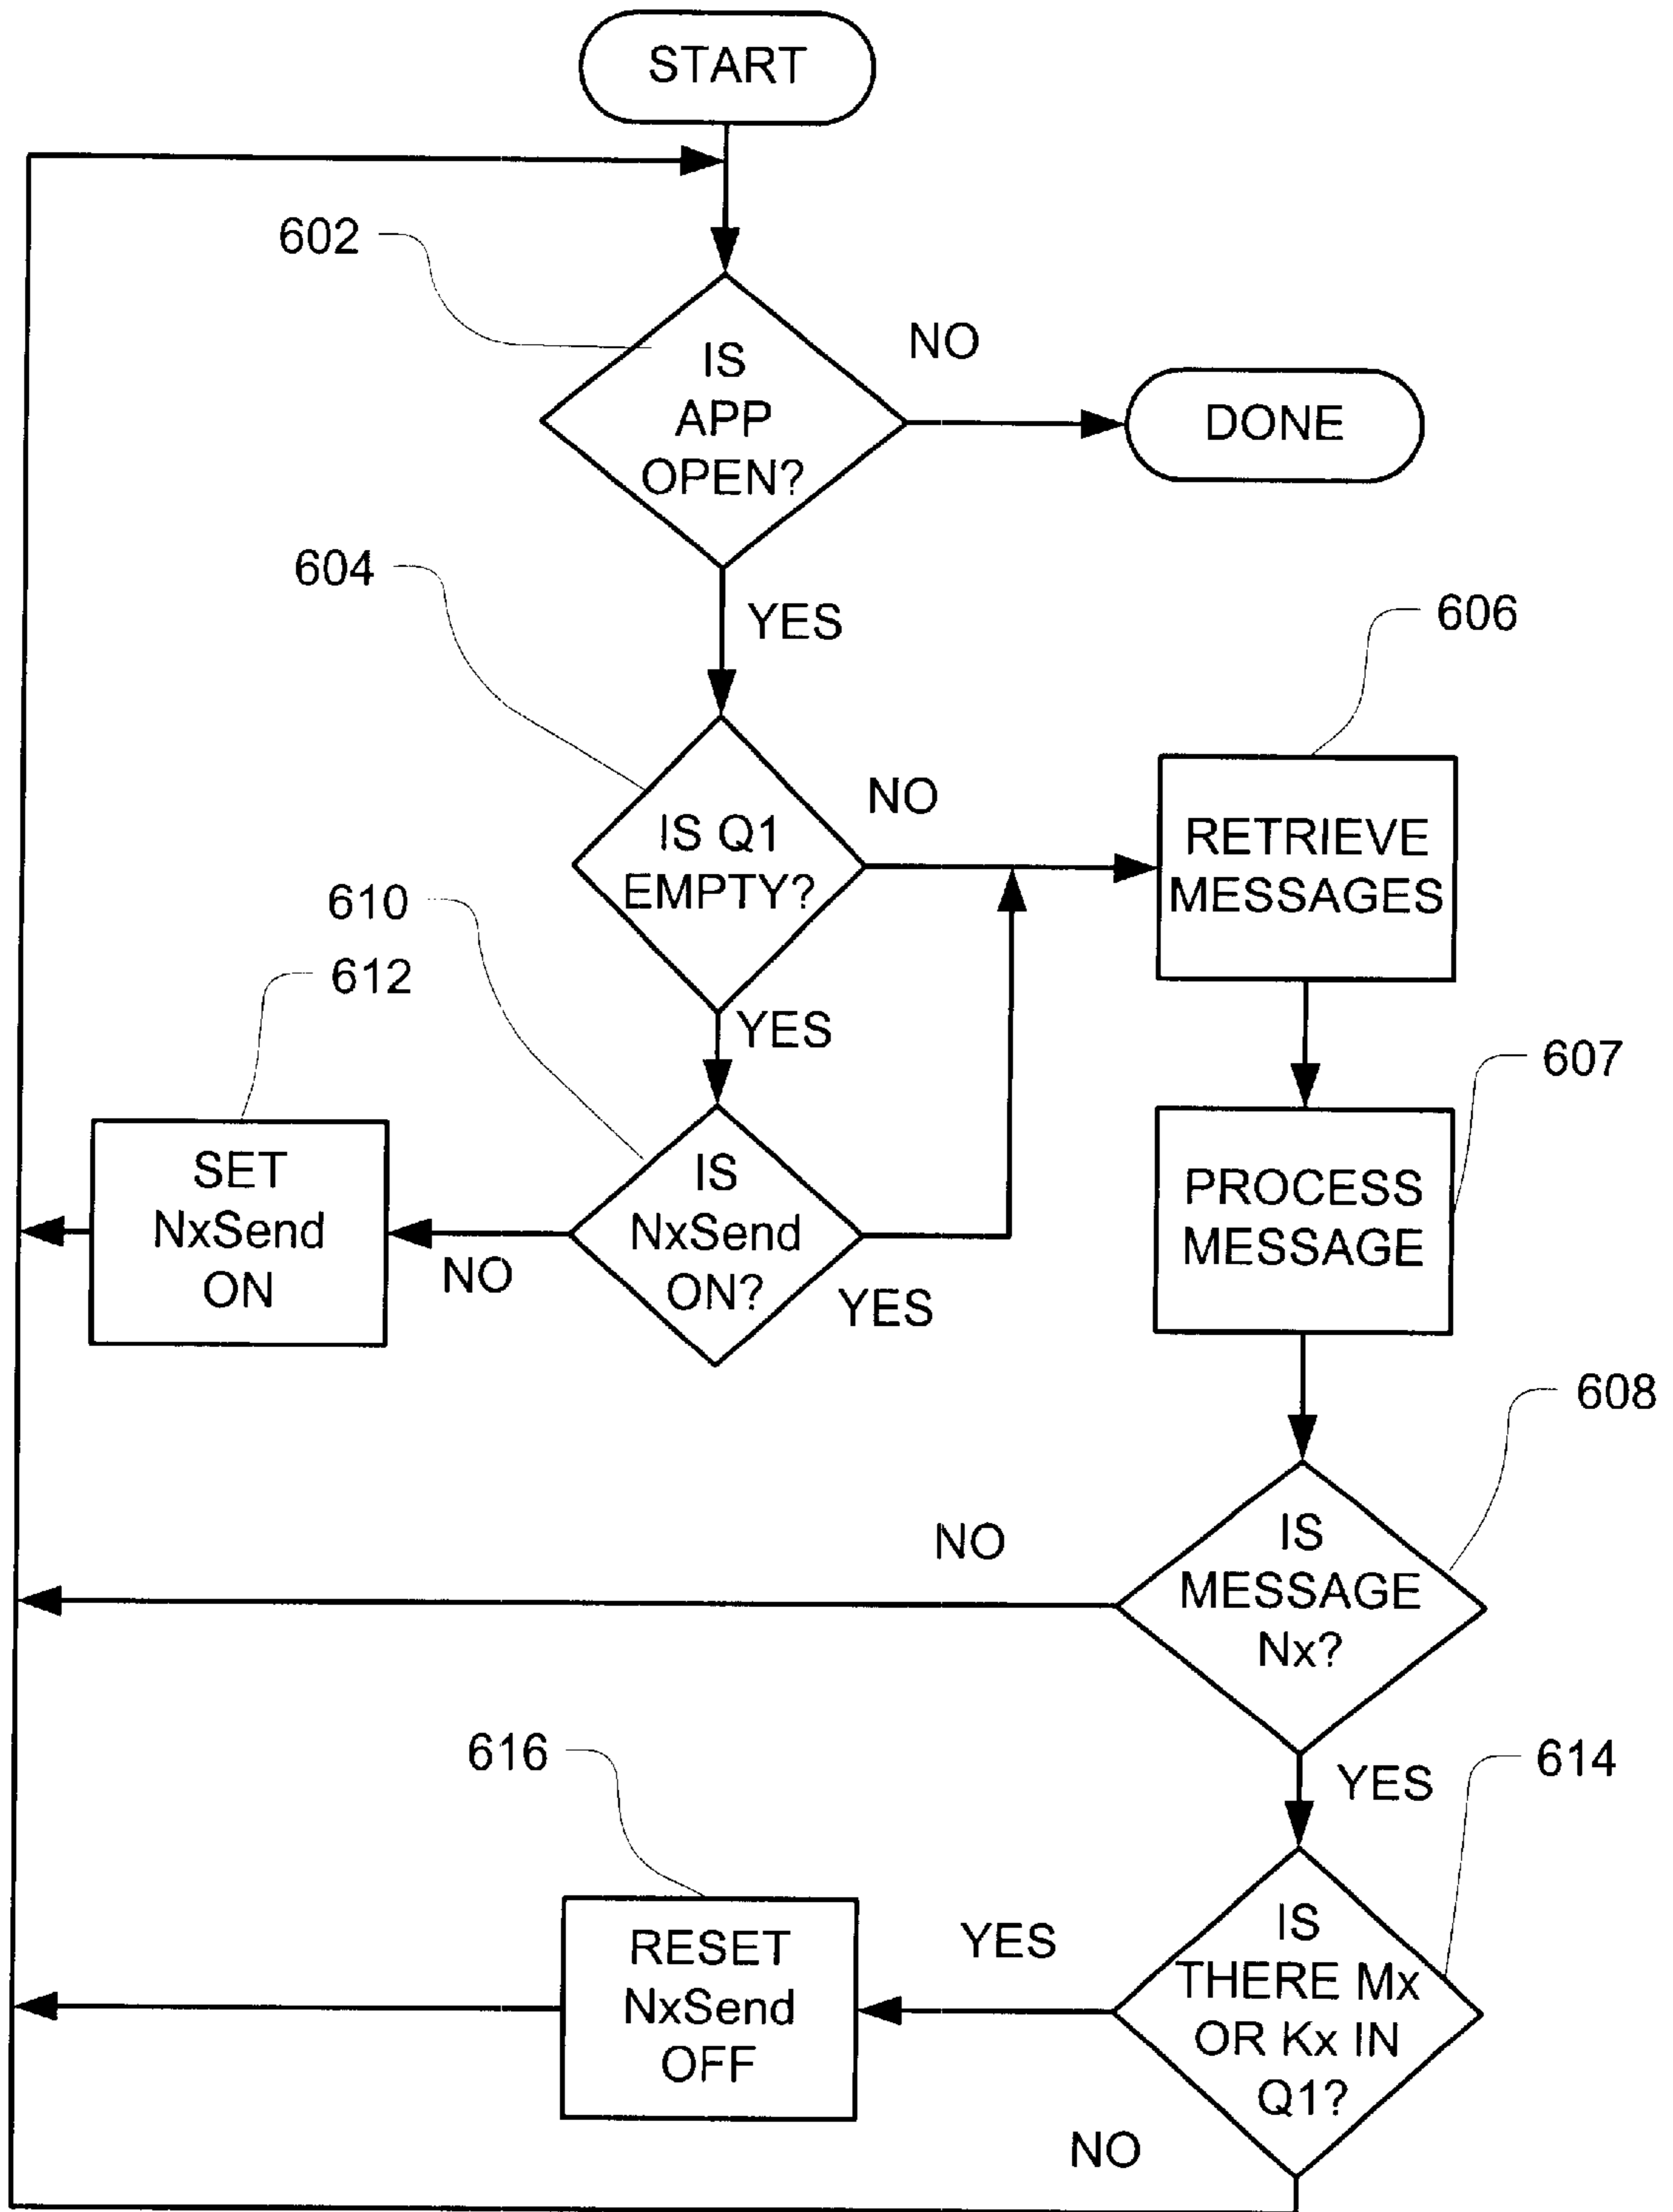 START
602
IS
APP
OPEN?
NO
DONE
604
YES
606
IS Q1
EMPTY?
NO
RETRIEVE
MESSAGES
610
612
YES
607
SET
NxSend
ON
NO
IS
NxSend
ON?
YES
PROCESS
MESSAGE
608
NO
IS
MESSAGE
Nx?
616
YES
614
RESET
NxSend
OFF
YES
IS
THERE Mx
OR Kx IN
Q1?
NO